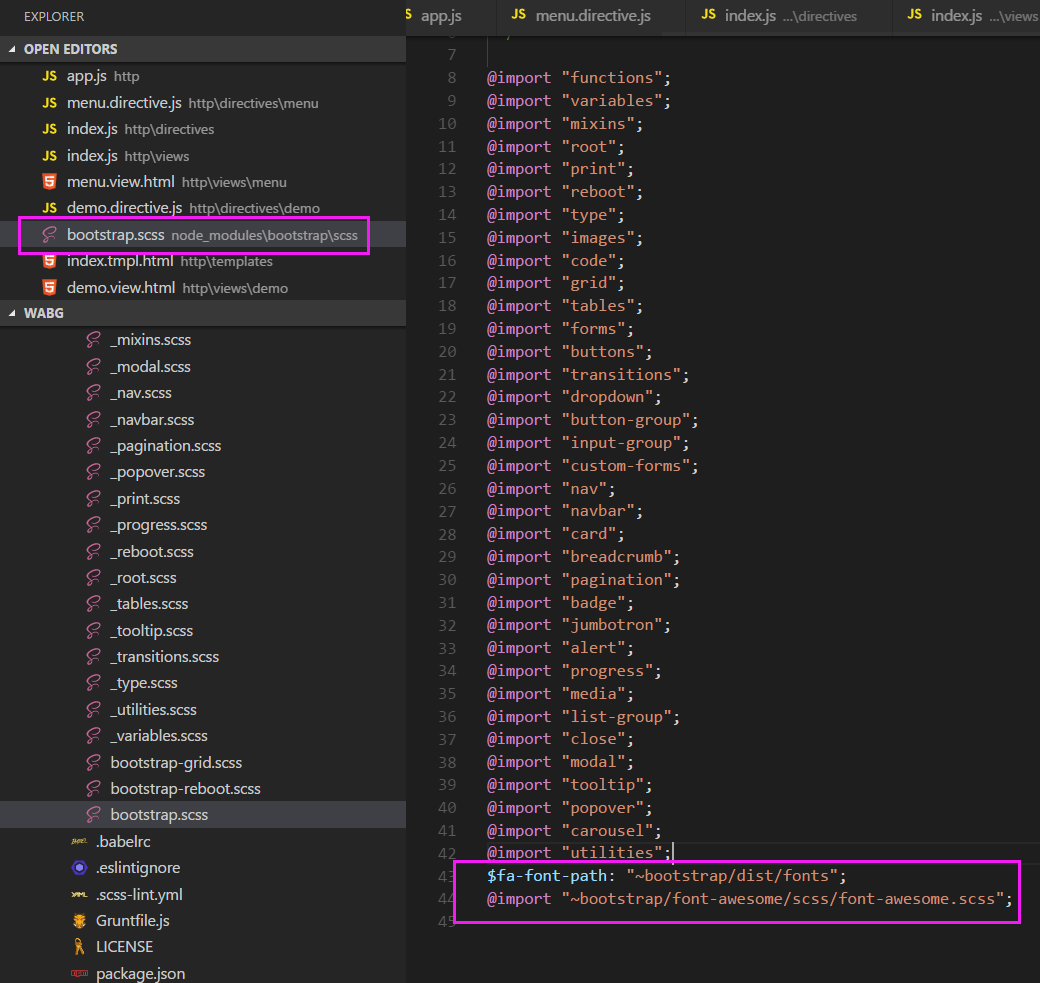 EXPLORER
OPEN EDITORS
JS app.js http
JS menu.directive.js http\directives\menu
JS index.js http\directives
JS index.js http\views
menu.view.html http\views\menu
JS demo.directive.js http\directives\demo
bootstrap.scss node_modules\bootstrap\scss
index.tmpl.html http\templates
demo.view.html http\views\demo
WABG
_mixins.scss
_modal.scss
_nav.scss
_navbar.scss
_pagination.scss
_popover.scss
_print.scss
_progress.scss
_reboot.scss
_root.scss
_tables.scss
_tooltip.scss
_transitions.scss
_type.scss
_utilities.scss
_variables.scss
bootstrap-grid.scss
bootstrap-reboot.scss
bootstrap.scss
.babelrc
.eslintignore
.scss-lint.yml
Gruntfile.js
LICENSE
package.json
app.js JS menu.directive.js JS index.js ...\directives JS index.js ...\views
7
8 @import "functions";
9 @import "variables";
10 @import "mixins";
11 @import "root";
12 @import "print";
13 @import "reboot";
14 @import "type";
15 @import "images";
16 @import "code";
17 @import "grid";
18 @import "tables";
19 @import "forms";
20 @import "buttons";
21 @import "transitions";
22 @import "dropdown";
23 @import "button-group";
24 @import "input-group";
25 @import "custom-forms";
26 @import "nav";
27 @import "navbar";
28 @import "card";
29 @import "breadcrumb";
30 @import "pagination";
31 @import "badge";
32 @import "jumbotron";
33 @import "alert";
34 @import "progress";
35 @import "media";
36 @import "list-group";
37 @import "close";
38 @import "modal";
39 @import "tooltip";
40 @import "popover";
41 @import "carousel";
42 @import "utilities";
43 $fa-font-path: "~bootstrap/dist/fonts";
44 @import "~bootstrap/font-awesome/scss/font-awesome.scss";
45